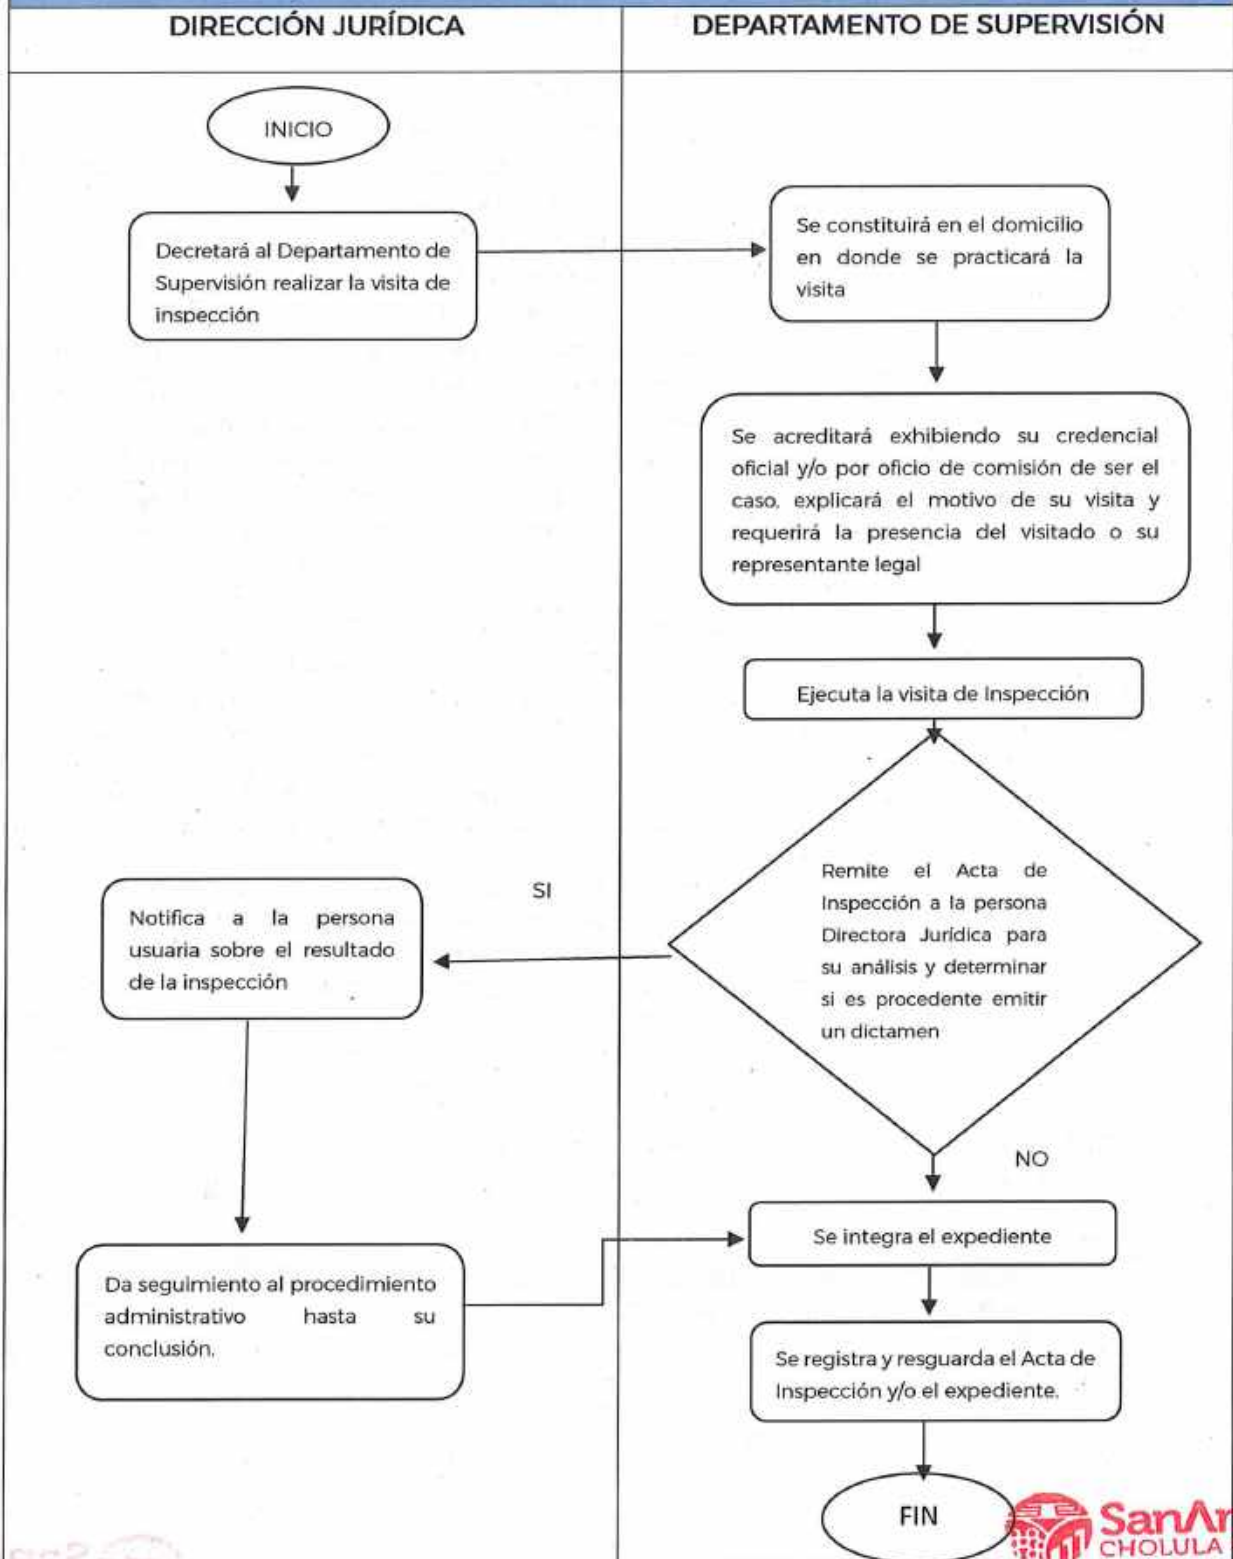 DIRECCIÓN JURÍDICA
DEPARTAMENTO DE SUPERVISIÓN
INICIO
Decretará al Departamento de
Supervisión realizar la visita de
inspección
Se constituirá en el domicilio
en donde se practicará la
visita
Se acreditará exhibiendo su credencial
oficial y/o por oficio de comisión de ser el
caso, explicará el motivo de su visita y
requerirá la presencia del visitado o su
representante legal
Ejecuta la visita de Inspección
Remite el Acta de
Inspección a la persona
Directora Jurídica para
su análisis y determinar
si es procedente emitir
un dictamen
SI
Notifica a la persona
usuaria sobre el resultado
de la inspección
NO
Da seguimiento al procedimiento
administrativo hasta su
conclusión.
Se integra el expediente
Se registra y resguarda el Acta de
Inspección y/o el expediente.
FIN
SanAn
CHOLULA